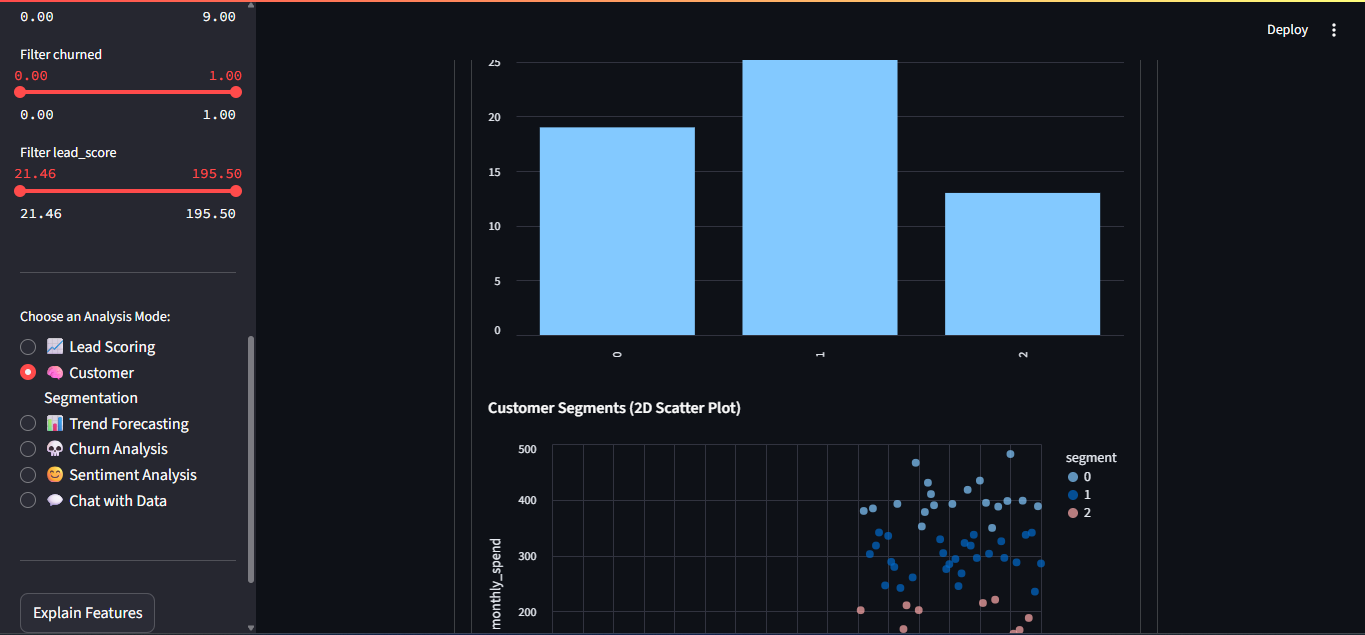 0.00 9.00
Filter churned
0.00 1.00
0.00 1.00
Filter lead_score
21.46 195.50
21.46 195.50
Choose an Analysis Mode:
📈 Lead Scoring
🧠 Customer
Segmentation
📊 Trend Forecasting
💀 Churn Analysis
😊 Sentiment Analysis
💬 Chat with Data
Explain Features
Deploy
25
20
15
10
5
0
0 1 2
Customer Segments (2D Scatter Plot)
500
400
300
200
monthly_spend
segment
0
1
2